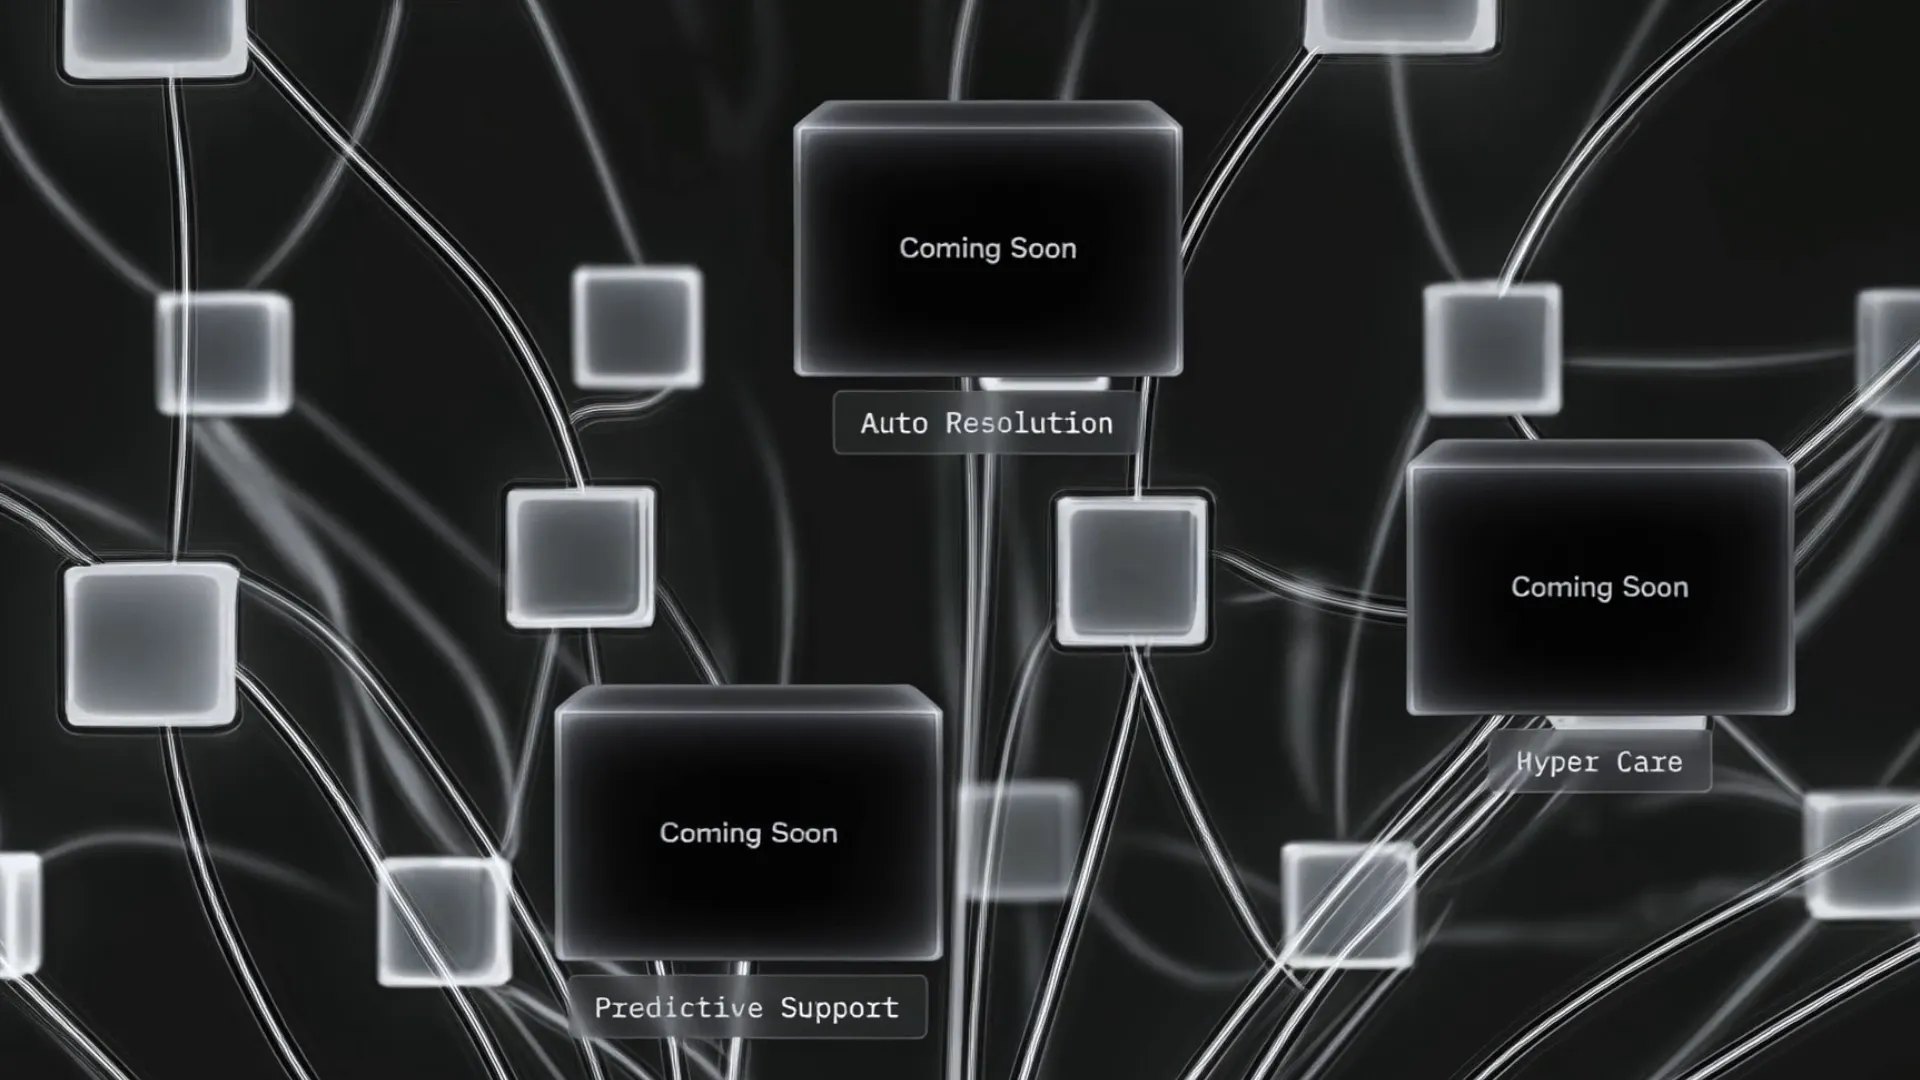 Coming Soon
Auto Resolution
Coming Soon
Hyper Care
Coming Soon
Predictive Support